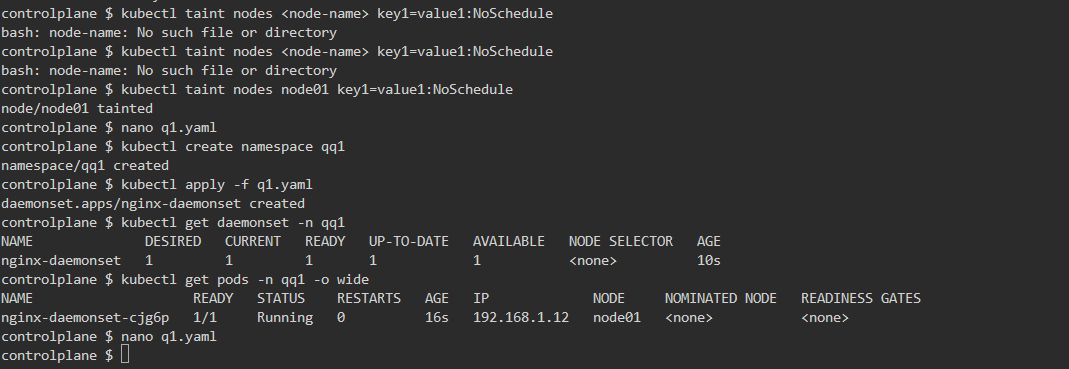 controlplane $ kubectl taint nodes <node-name> key1=value1:NoSchedule
bash: node-name: No such file or directory
controlplane $ kubectl taint nodes <node-name> key1=value1:NoSchedule
bash: node-name: No such file or directory
controlplane $ kubectl taint nodes node01 key1=value1:NoSchedule
node/node01 tainted
controlplane $ nano q1.yaml
controlplane $ kubectl create namespace qq1
namespace/qq1 created
controlplane $ kubectl apply -f q1.yaml
daemonset.apps/nginx-daemonset created
controlplane $ kubectl get daemonset -n qq1
NAME              DESIRED   CURRENT   READY   UP-TO-DATE   AVAILABLE   NODE SELECTOR   AGE
nginx-daemonset   1         1         1       1            1           <none>          10s
controlplane $ kubectl get pods -n qq1 -o wide
NAME                    READY   STATUS    RESTARTS   AGE   IP             NODE     NOMINATED NODE   READINESS GATES
nginx-daemonset-cjg6p   1/1     Running   0          16s   192.168.1.12   node01   <none>           <none>
controlplane $ nano q1.yaml
controlplane $